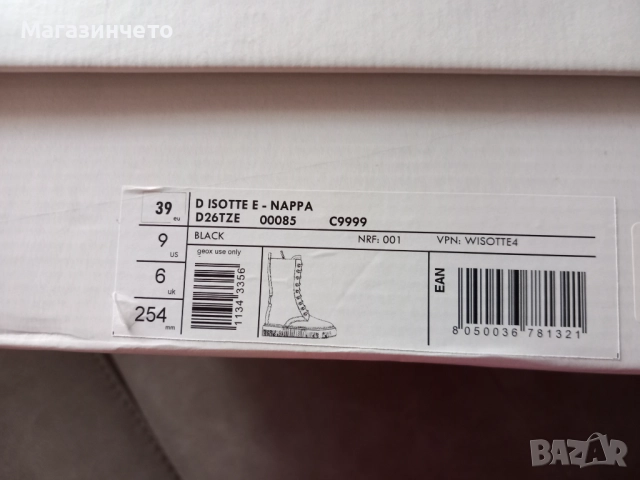 Магазинчето
39 eu
D ISOTTE E - NAPPA
D26TZE 00085 C9999
9 us
BLACK NRF: 001 VPN: WISOTTE4
geox use only
6 uk
1134 3356
EAN
254 mm
8 050036 781321
BAZAR